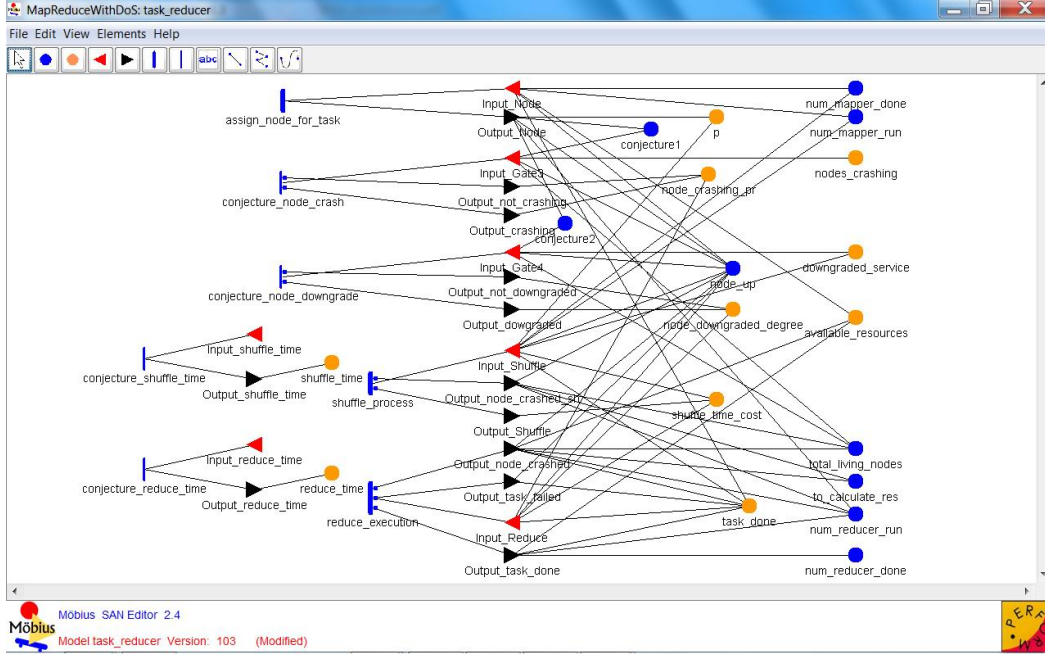 MapReduceWithDoS: task_reducer
File Edit View Elements Help
abc
Input_Node
num_mapper_done
assign_node_for_task
Output_Node
p
num_mapper_run
conjecture1
Input_Gate3
nodes_crashing
conjecture_node_crash
Output_not_crashing
node_crashing_pr
Output_crashing
conjecture2
Input_Gate4
downgraded_service
node_up
conjecture_node_downgrade
Output_not_downgraded
Output_dowgraded
node_downgraded_degree
available_resources
Input_shuffle_time
Input_Shuffle
conjecture_shuffle_time
shuffle_time
Output_shuffle_time
shuffle_process
Output_node_crashed_sh
shuffle_time_cost
Output_Shuffle
Input_reduce_time
Output_node_crashed
total_living_nodes
conjecture_reduce_time
reduce_time
Output_reduce_time
Output_task_failed
to_calculate_res
reduce_execution
task_done
num_reducer_run
Input_Reduce
Output_task_done
num_reducer_done
Möbius
Möbius SAN Editor 2.4
Model task_reducer Version: 103 (Modified)
PERFORM